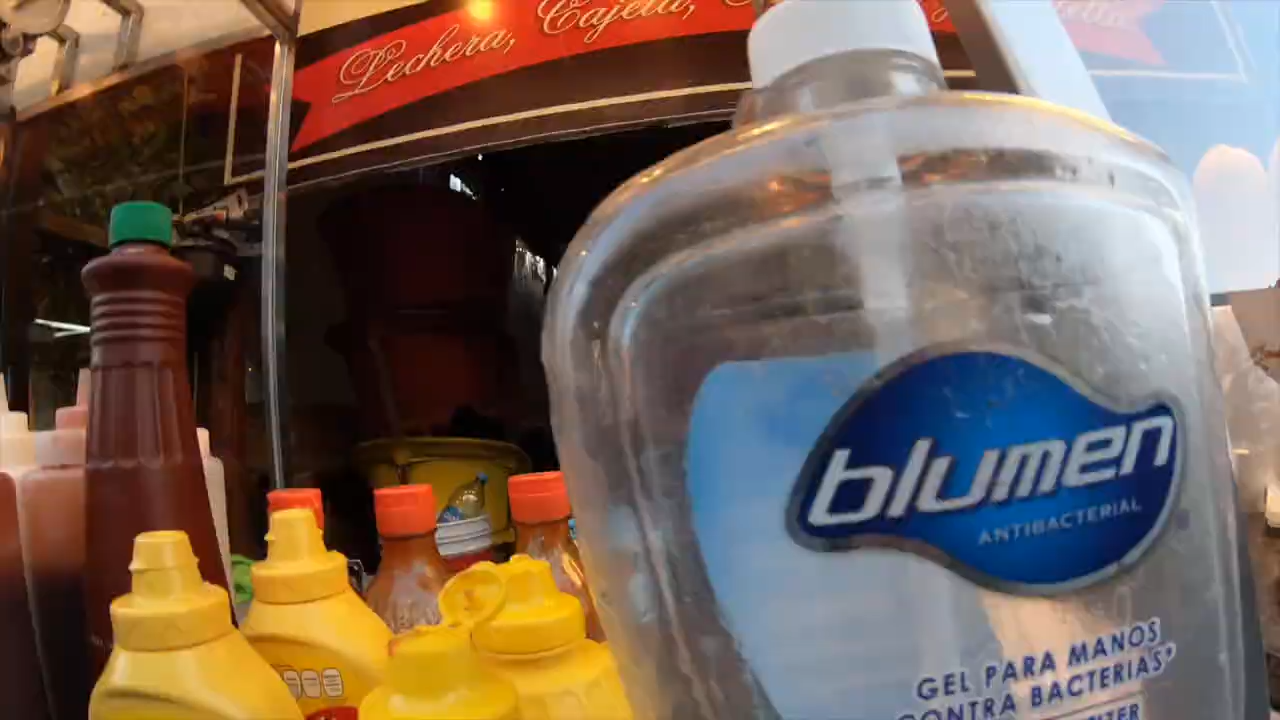 Lechera, Cajeta,
blumen
ANTIBACTERIAL
GEL PARA MANOS
CONTRA BACTERIAS*